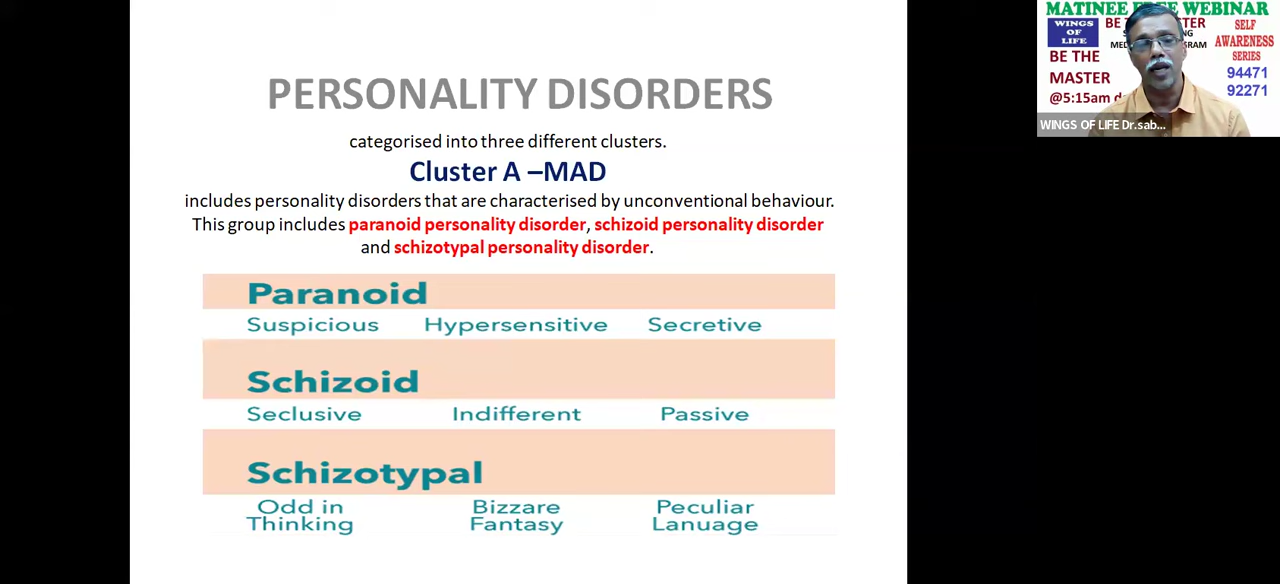 PERSONALITY DISORDERS
categorised into three different clusters.
Cluster A –MAD
includes personality disorders that are characterised by unconventional behaviour.
This group includes paranoid personality disorder, schizoid personality disorder
and schizotypal personality disorder.
Paranoid
Suspicious Hypersensitive Secretive
Schizoid
Seclusive Indifferent Passive
Schizotypal
Odd in Bizzare Peculiar
Thinking Fantasy Lanuage
MATINEE FREE WEBINAR
WINGS
OF
LIFE
BE THE
MASTER
@5:15am
SELF
AWARENESS
SERIES
94471
92271
WINGS OF LIFE Dr.sab...